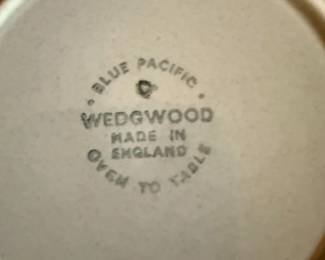 • BLUE PACIFIC •
WEDGWOOD
MADE IN
ENGLAND
OVEN TO TABLE